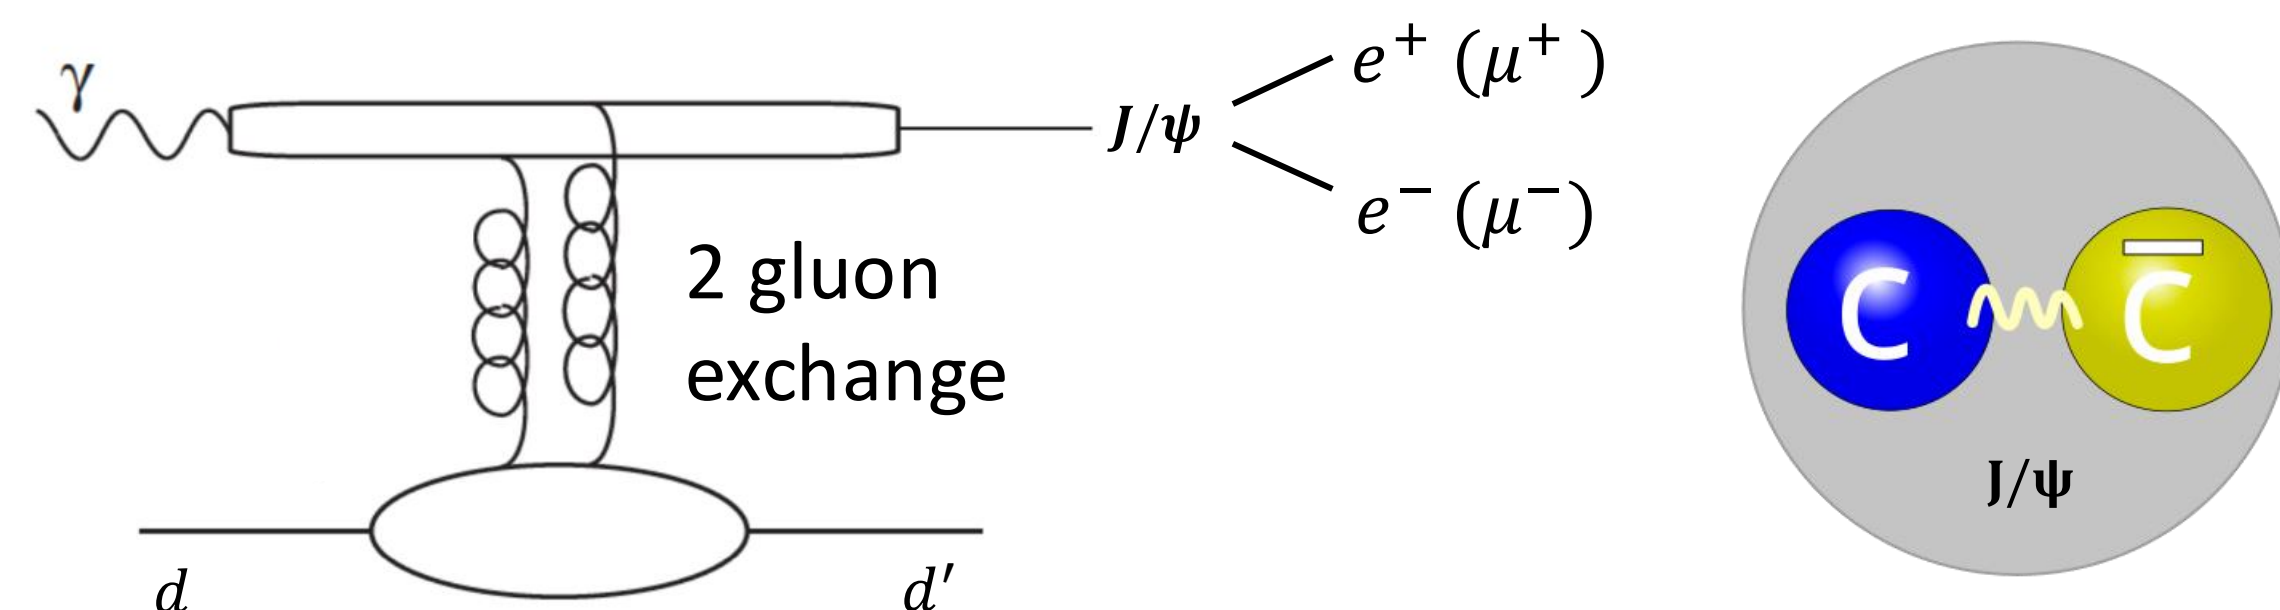 γ
J/ψ
e⁺ (μ⁺)
e⁻ (μ⁻)
2 gluon
exchange
d
d′
C
C̅
J/ψ